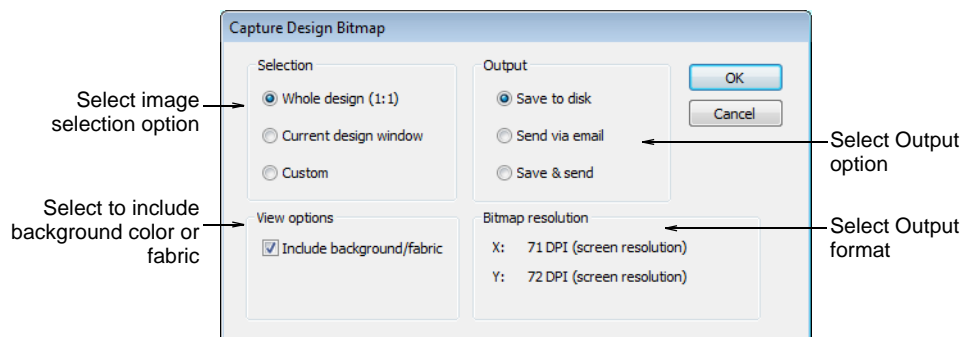 Capture Design Bitmap
Selection
Whole design (1:1)
Current design window
Custom
Output
Save to disk
Send via email
Save & send
OK
Cancel
View options
Include background/fabric
Bitmap resolution
X: 71 DPI (screen resolution)
Y: 72 DPI (screen resolution)
Select image
selection option
Select to include
background color or
fabric
Select Output
option
Select Output
format